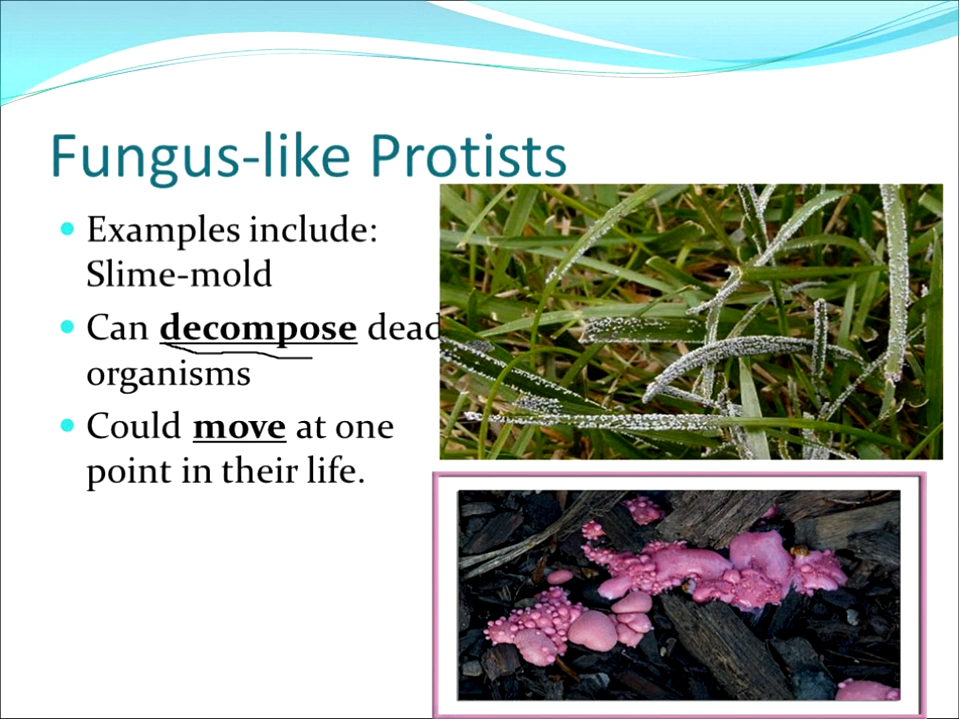 Fungus-like Protists
Examples include:
Slime-mold
Can decompose dead
organisms
Could move at one
point in their life.